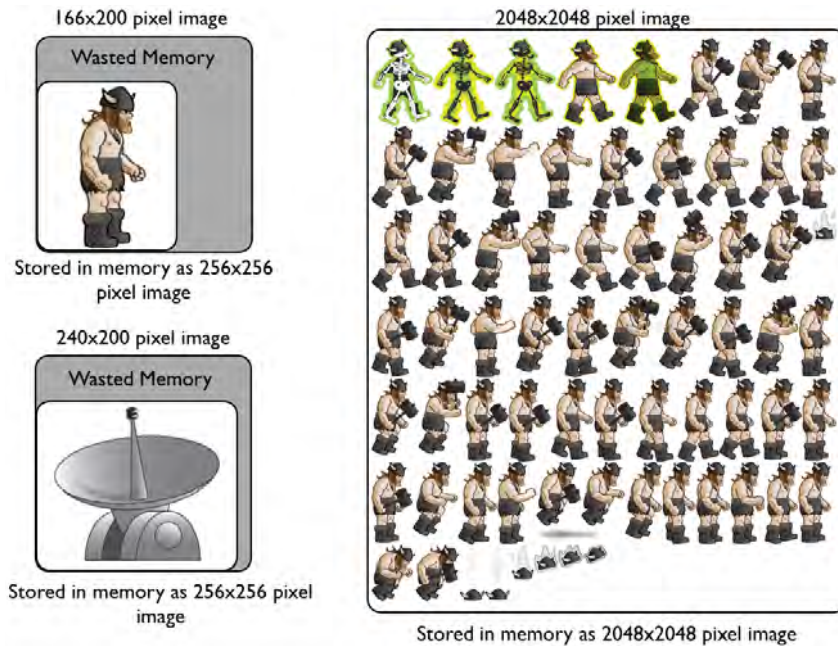 166x200 pixel image
Wasted Memory
Stored in memory as 256x256
pixel image
240x200 pixel image
Wasted Memory
Stored in memory as 256x256 pixel
image
2048x2048 pixel image
Stored in memory as 2048x2048 pixel image